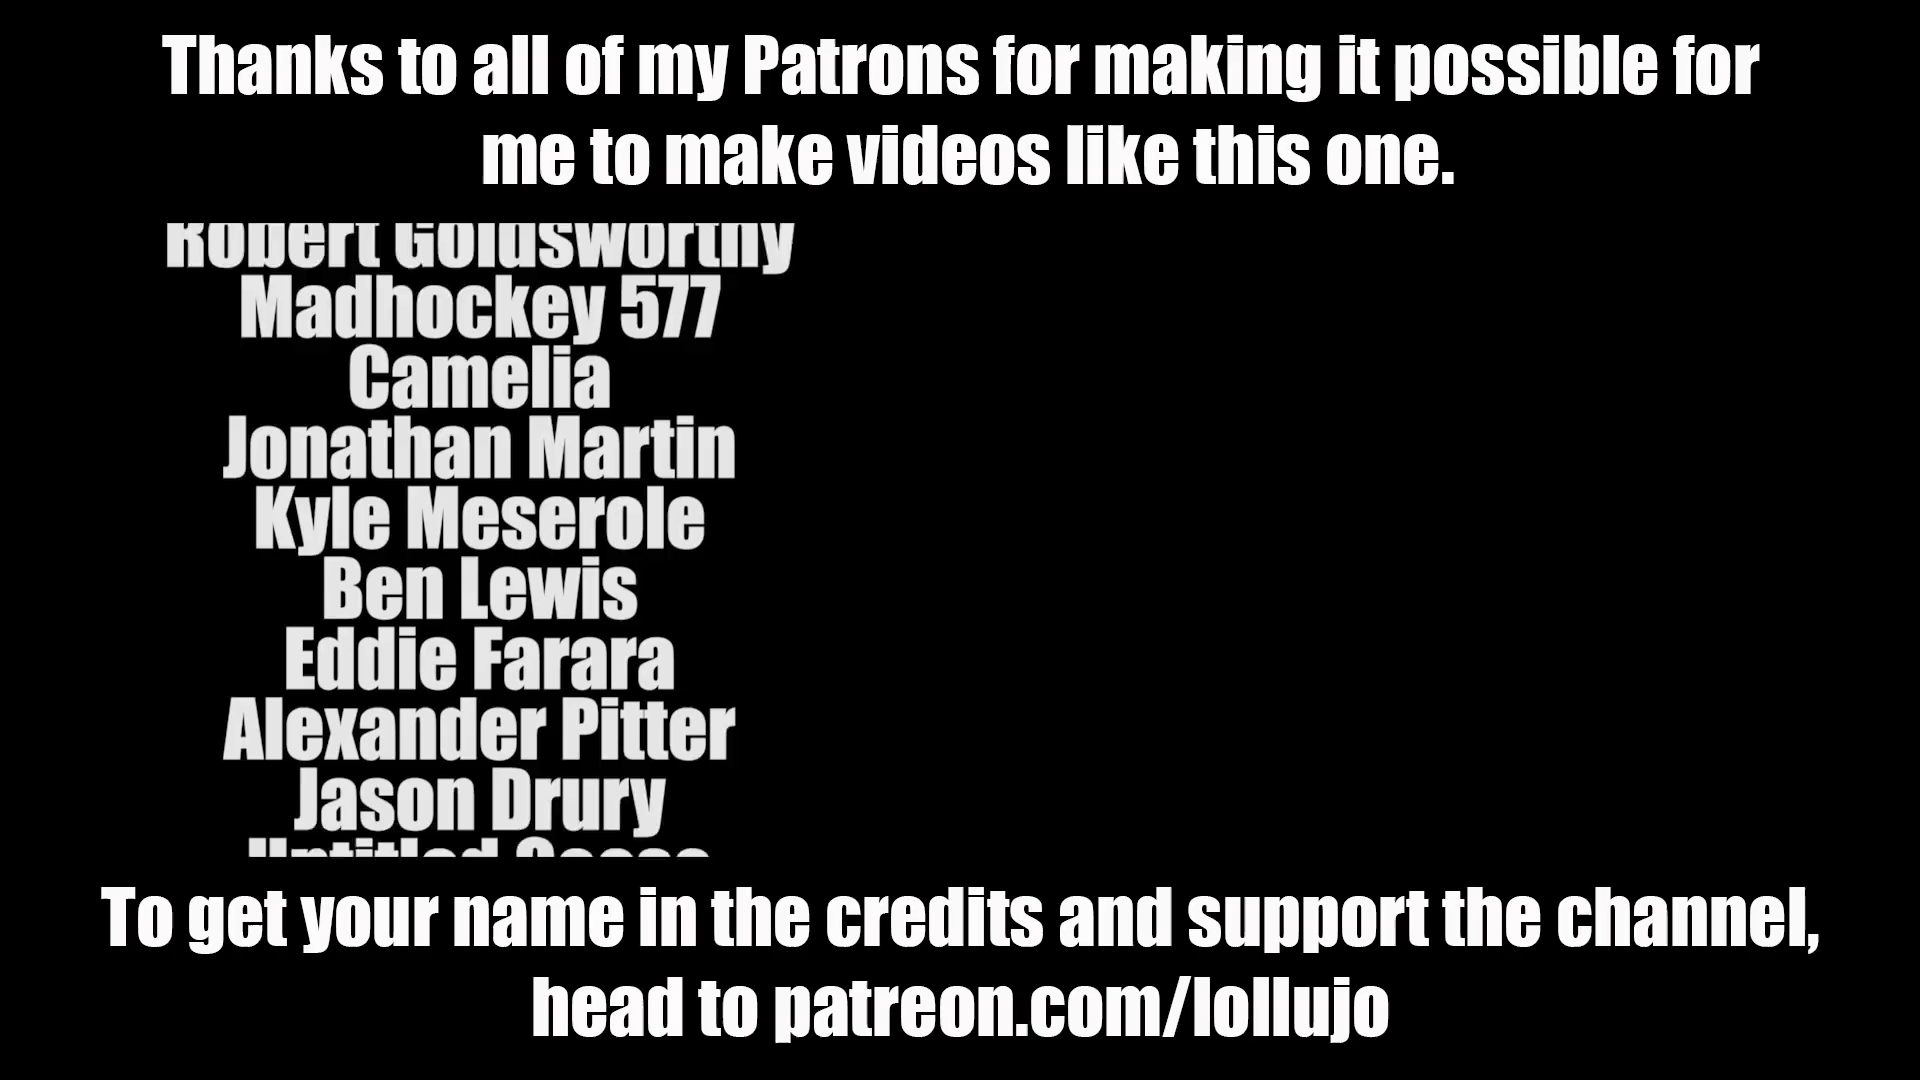 Thanks to all of my Patrons for making it possible for
me to make videos like this one.
Robert Goldsworthy
Madhockey 577
Camelia
Jonathan Martin
Kyle Meserole
Ben Lewis
Eddie Farara
Alexander Pitter
Jason Drury
Untitled Goose
To get your name in the credits and support the channel,
head to patreon.com/lollujo